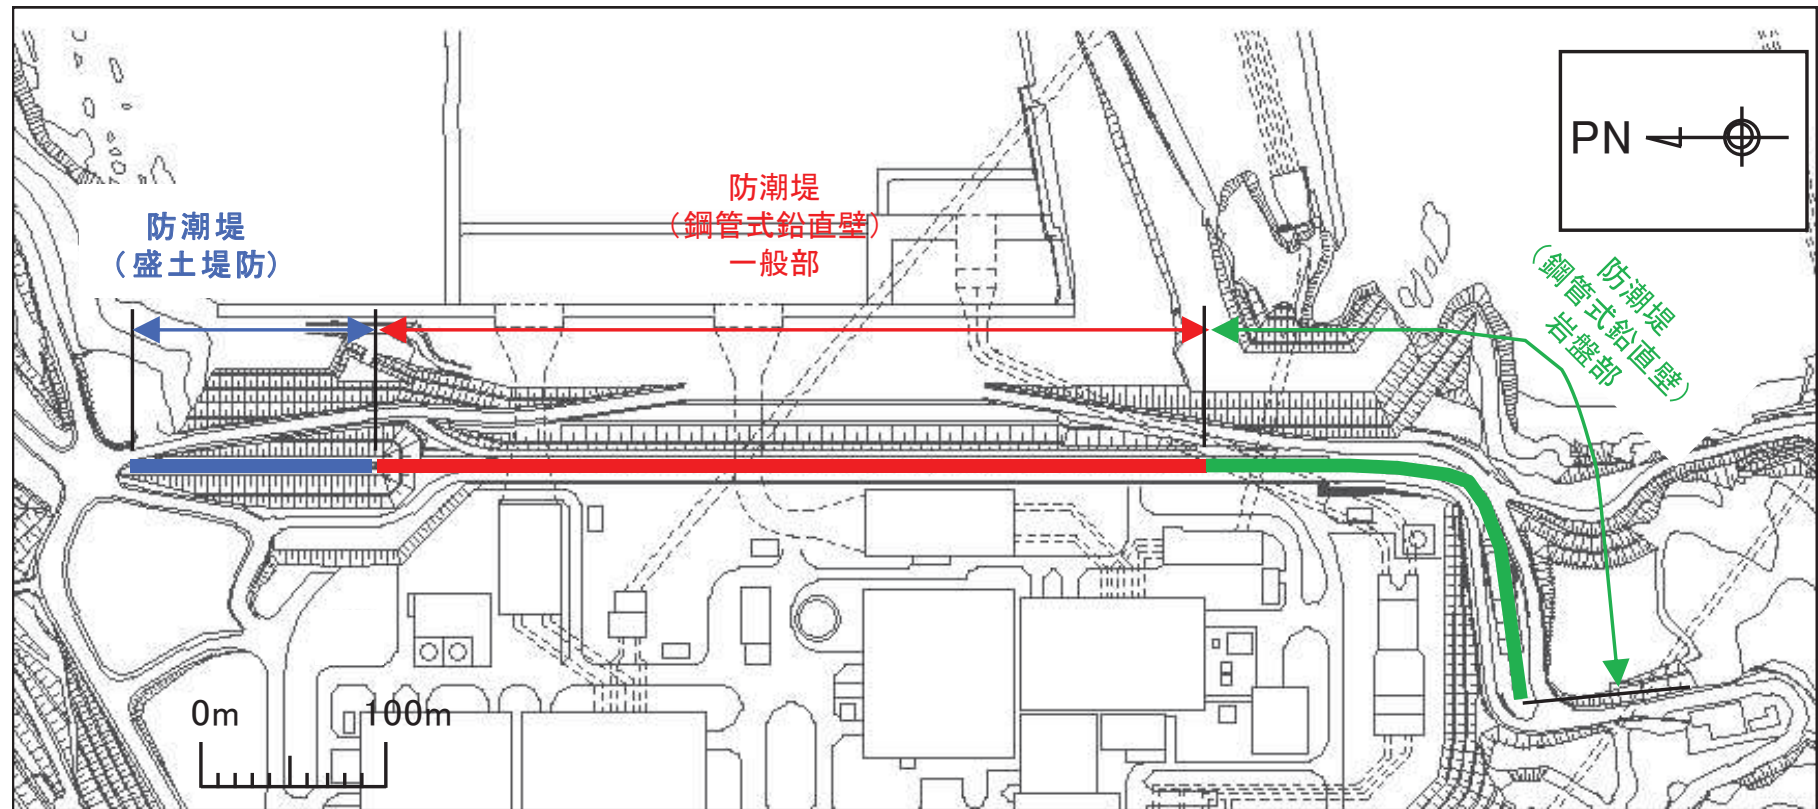 防潮堤
（盛土堤防）
防潮堤
（鋼管式鉛直壁）
一般部
防潮堤
（鋼管式鉛直壁）
岩盤部
PN
0m 100m